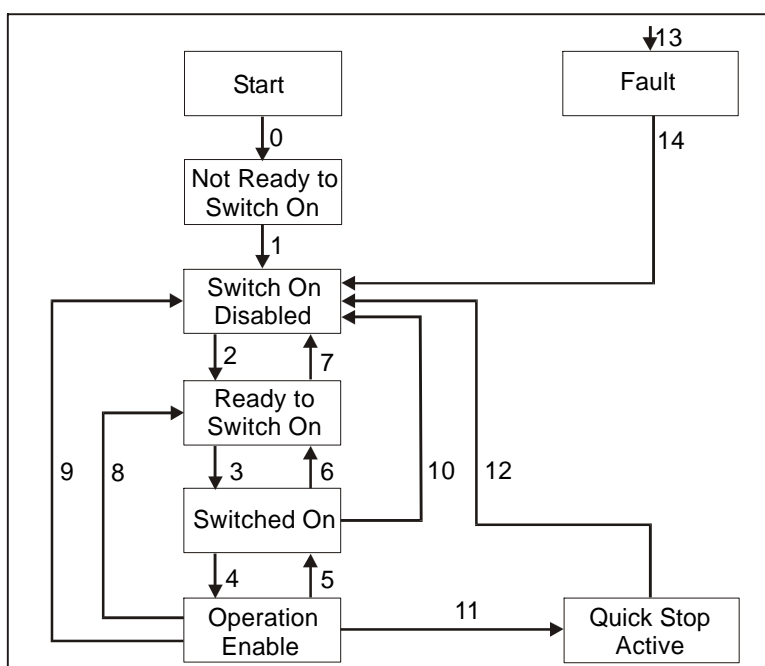 13
Start
Fault
0
14
Not Ready to
Switch On
1
Switch On
Disabled
2
7
Ready to
Switch On
9
8
3
6
10
12
Switched On
4
5
11
Operation
Enable
Quick Stop
Active